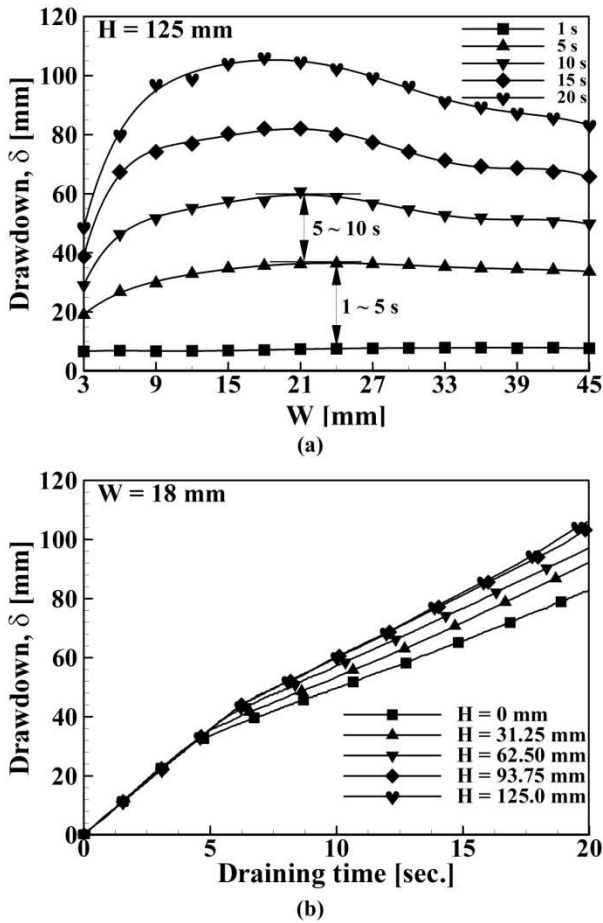 H = 125 mm
1 s
5 s
10 s
15 s
20 s
120
100
80
60
40
20
0
Drawdown, δ [mm]
5 ~ 10 s
1 ~ 5 s
3 9 15 21 27 33 39 45
W [mm]
(a)
W = 18 mm
120
100
80
60
40
20
0
Drawdown, δ [mm]
H = 0 mm
H = 31.25 mm
H = 62.50 mm
H = 93.75 mm
H = 125.0 mm
0 5 10 15 20
Draining time [sec.]
(b)